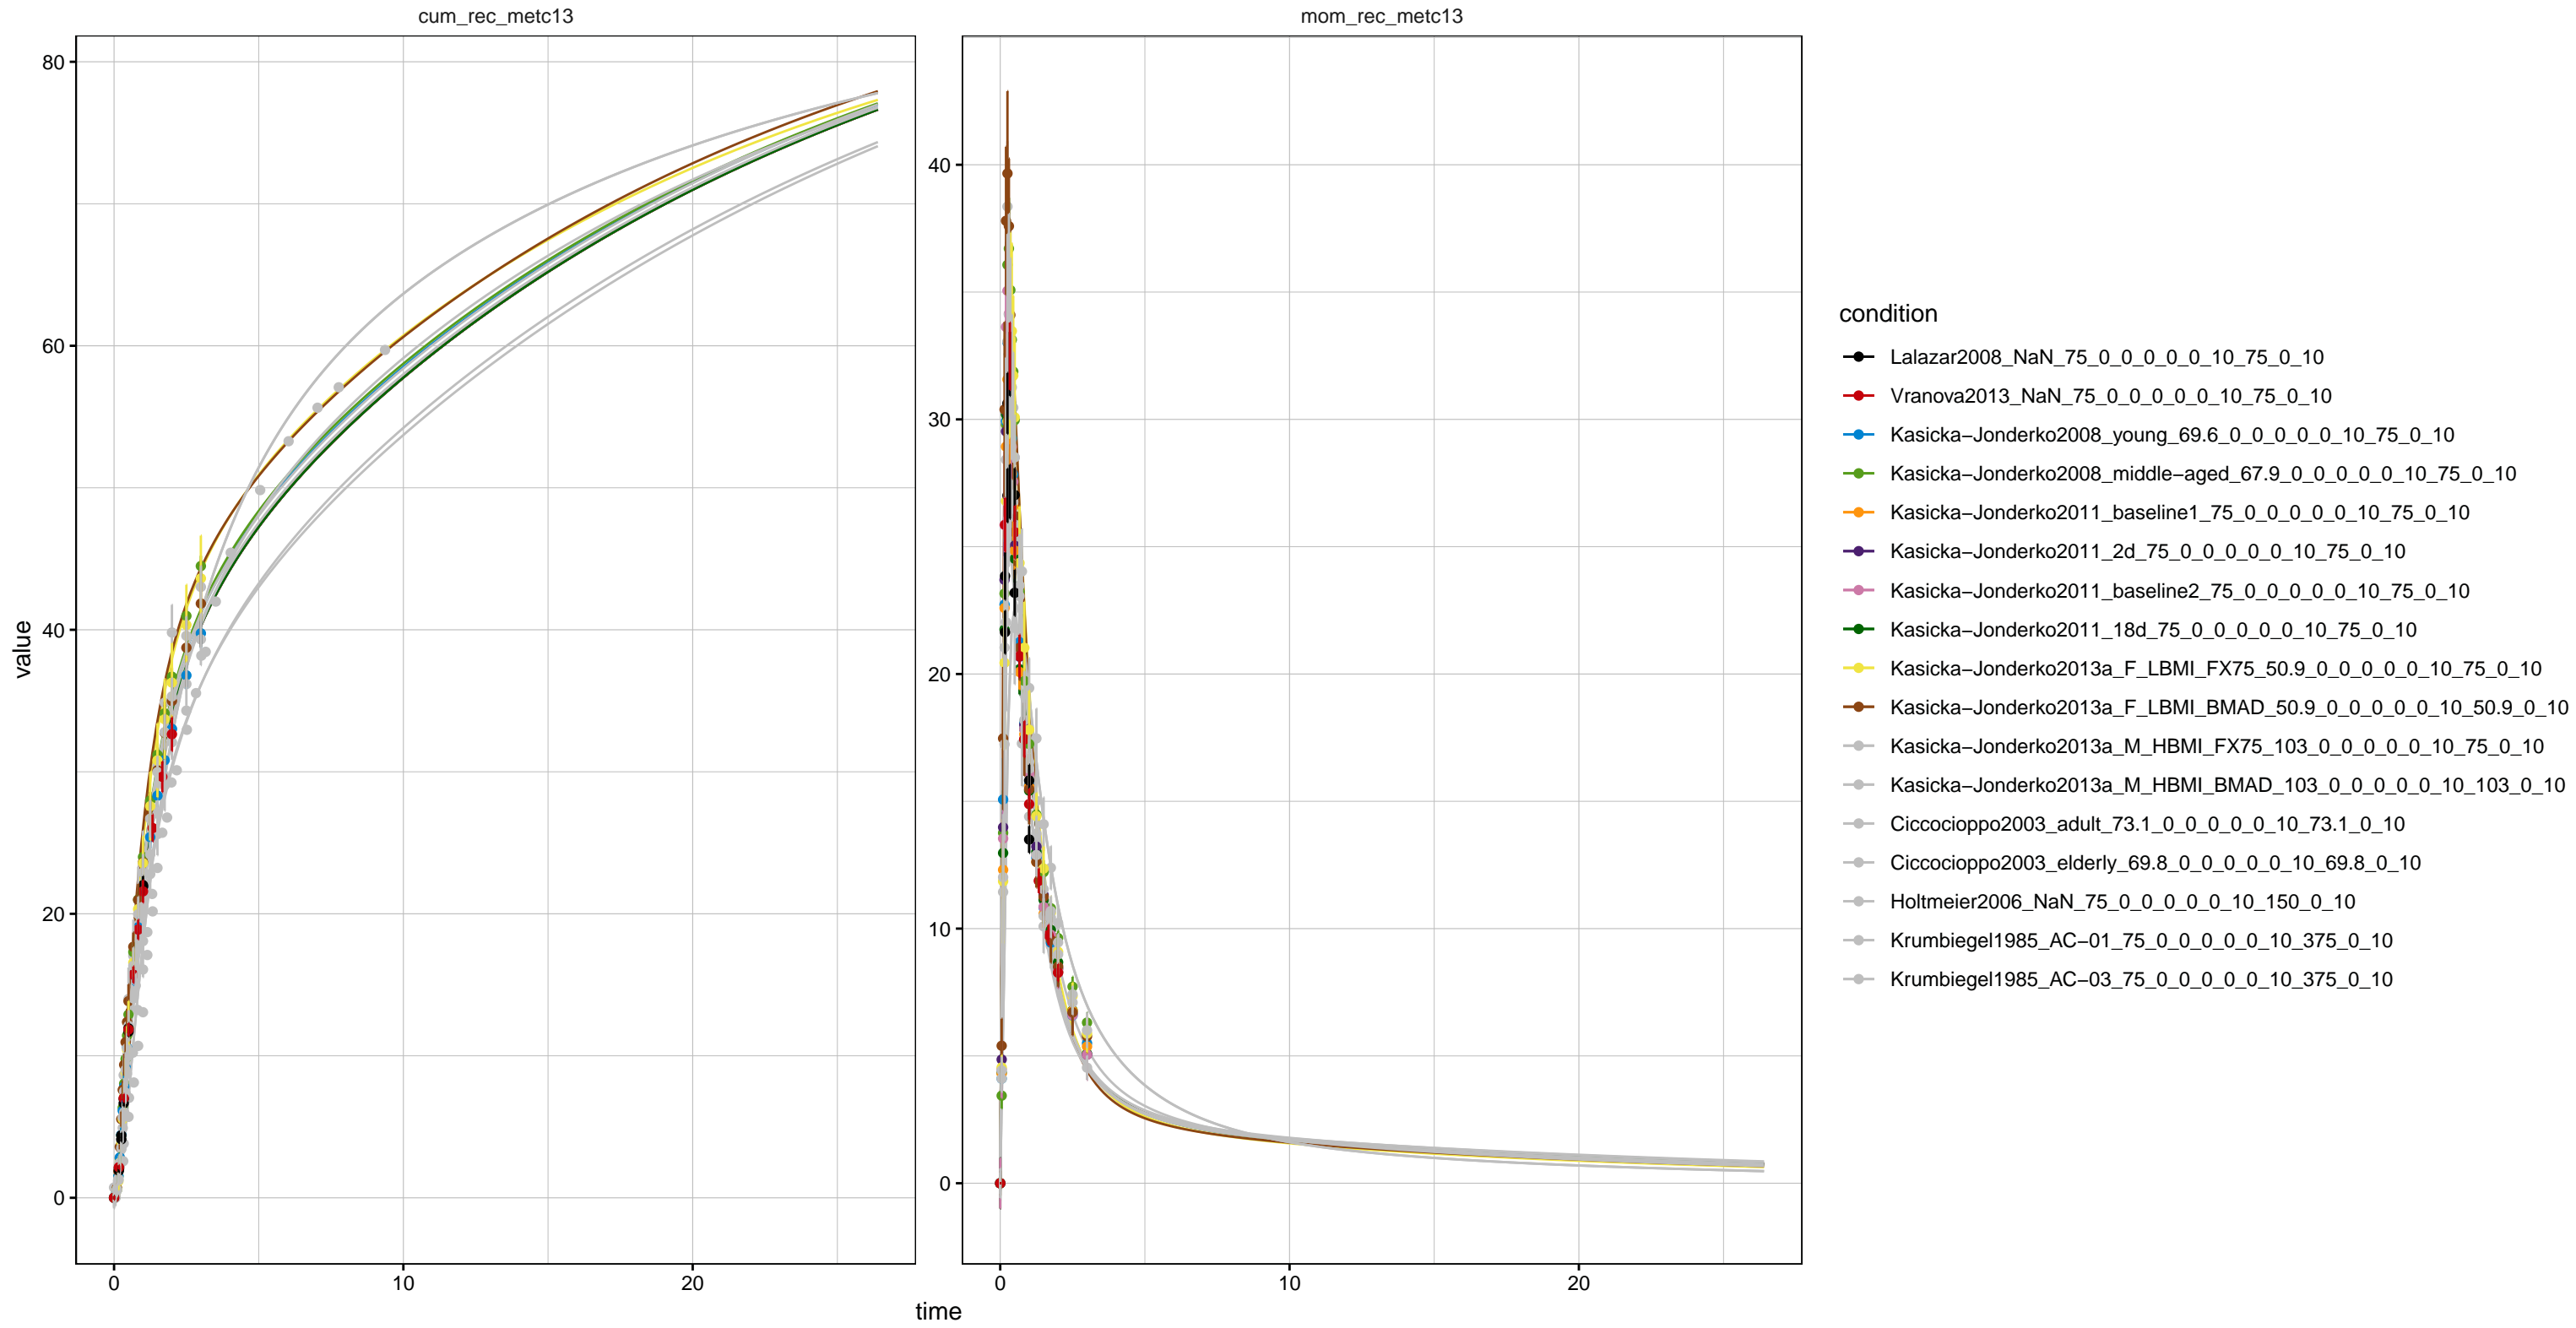 cum_rec_metc13
mom_rec_metc13
80
60
40
20
0
value
0
10
20
40
30
20
10
0
0
10
20
time
condition
Lalazar2008_NaN_75_0_0_0_0_0_10_75_0_10
Vranova2013_NaN_75_0_0_0_0_0_10_75_0_10
Kasicka−Jonderko2008_young_69.6_0_0_0_0_0_10_75_0_10
Kasicka−Jonderko2008_middle−aged_67.9_0_0_0_0_0_10_75_0_10
Kasicka−Jonderko2011_baseline1_75_0_0_0_0_0_10_75_0_10
Kasicka−Jonderko2011_2d_75_0_0_0_0_0_10_75_0_10
Kasicka−Jonderko2011_baseline2_75_0_0_0_0_0_10_75_0_10
Kasicka−Jonderko2011_18d_75_0_0_0_0_0_10_75_0_10
Kasicka−Jonderko2013a_F_LBMI_FX75_50.9_0_0_0_0_0_10_75_0_10
Kasicka−Jonderko2013a_F_LBMI_BMAD_50.9_0_0_0_0_0_10_50.9_0_10
Kasicka−Jonderko2013a_M_HBMI_FX75_103_0_0_0_0_0_10_75_0_10
Kasicka−Jonderko2013a_M_HBMI_BMAD_103_0_0_0_0_0_10_103_0_10
Ciccocioppo2003_adult_73.1_0_0_0_0_0_10_73.1_0_10
Ciccocioppo2003_elderly_69.8_0_0_0_0_0_10_69.8_0_10
Holtmeier2006_NaN_75_0_0_0_0_0_10_150_0_10
Krumbiegel1985_AC−01_75_0_0_0_0_0_10_375_0_10
Krumbiegel1985_AC−03_75_0_0_0_0_0_10_375_0_10